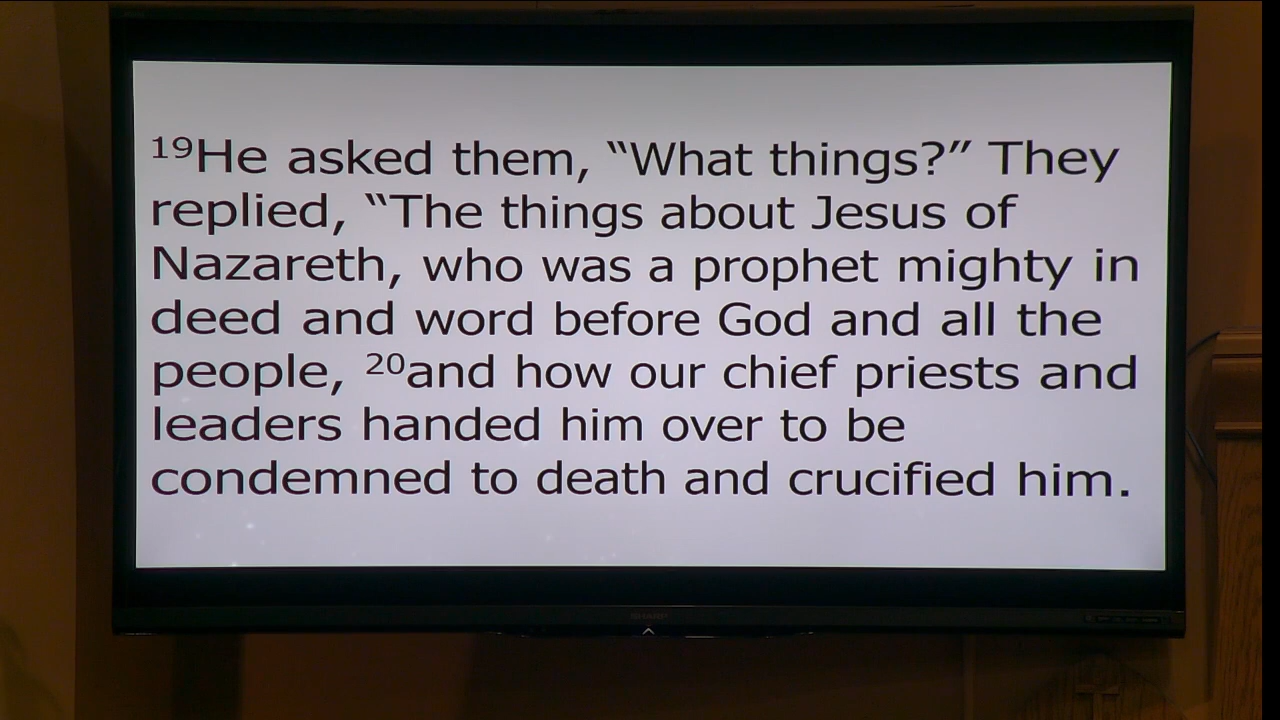 ¹⁹He asked them, “What things?” They
replied, “The things about Jesus of
Nazareth, who was a prophet mighty in
deed and word before God and all the
people, ²⁰and how our chief priests and
leaders handed him over to be
condemned to death and crucified him.